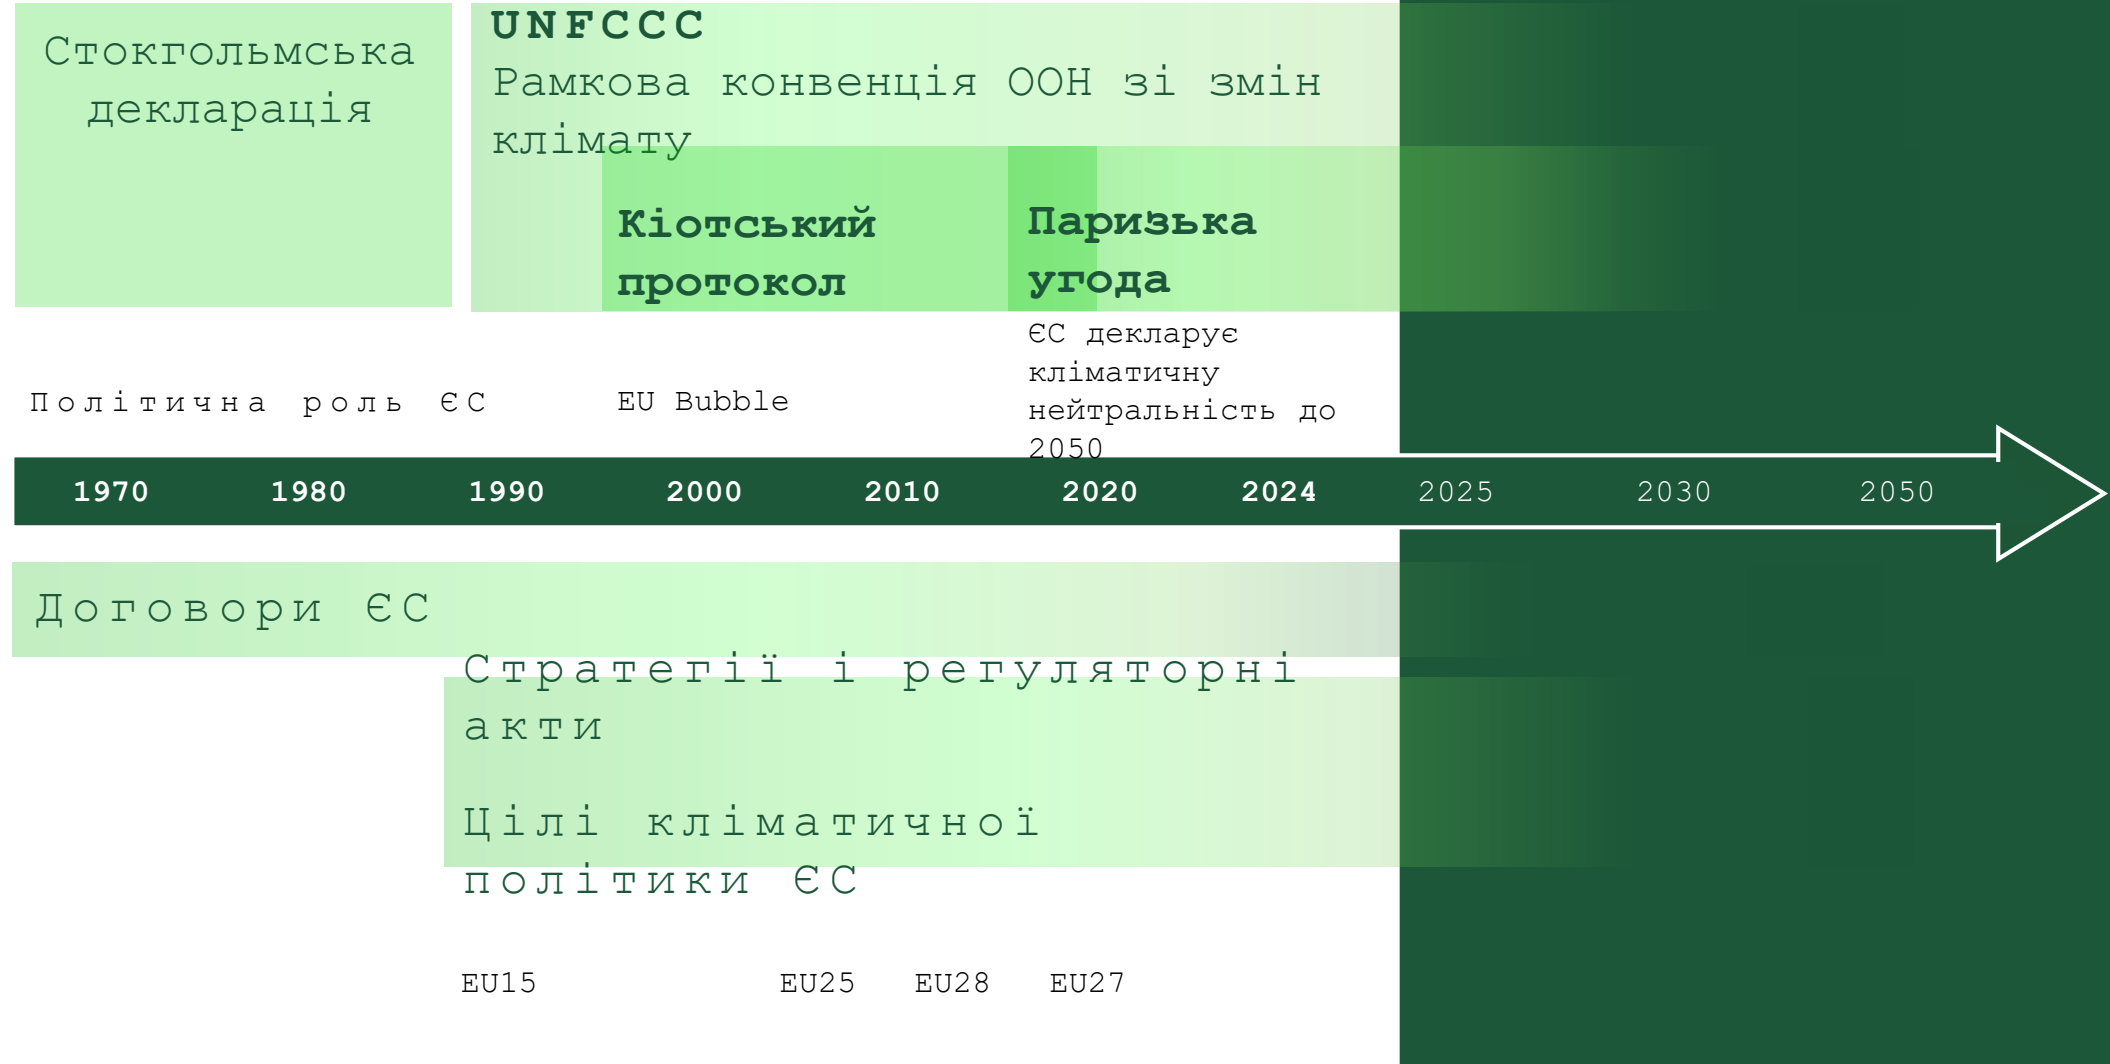 Стокгольмська
декларація
UNFCCC
Рамкова конвенція ООН зі змін
клімату
Кіотський
протокол
Паризька
угода
Політична роль ЄС
EU Bubble
ЄС декларує
кліматичну
нейтральність до
2050
1970 1980 1990 2000 2010 2020 2024 2025 2030 2050
Договори ЄС
Стратегії і регуляторні
акти
Цілі кліматичної
політики ЄС
EU15 EU25 EU28 EU27